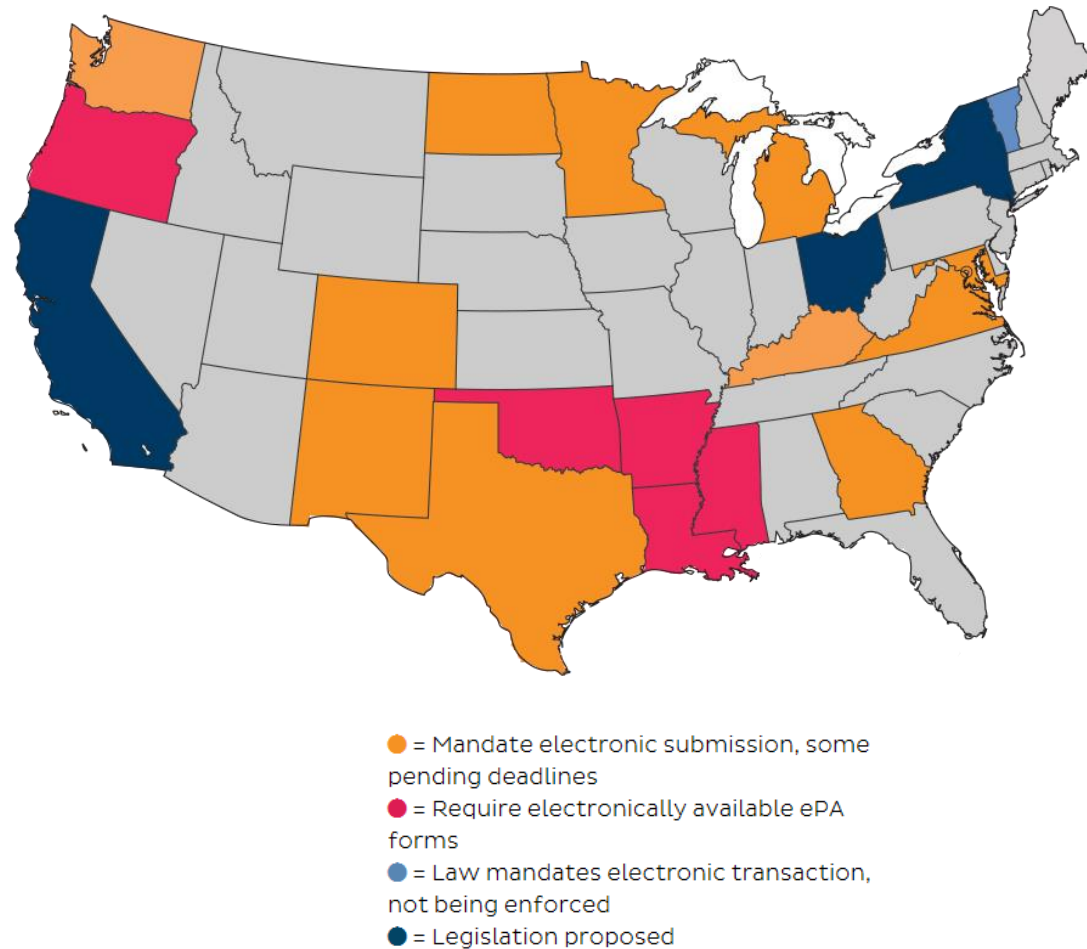 = Mandate electronic submission, some
pending deadlines
= Require electronically available ePA
forms
= Law mandates electronic transaction,
not being enforced
= Legislation proposed